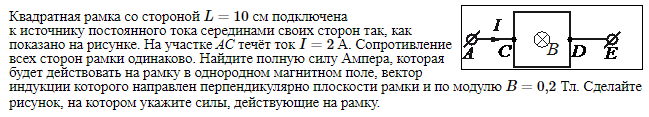 Квадратная рамка со стороной L = 10 см подключена
к источнику постоянного тока серединами своих сторон так, как
показано на рисунке. На участке AC течёт ток I = 2 А. Сопротивление
всех сторон рамки одинаково. Найдите полную силу Ампера, которая
будет действовать на рамку в однородном магнитном поле, вектор
индукции которого направлен перпендикулярно плоскости рамки и по модулю B = 0,2 Тл. Сделайте
рисунок, на котором укажите силы, действующие на рамку.
I
A C B D E